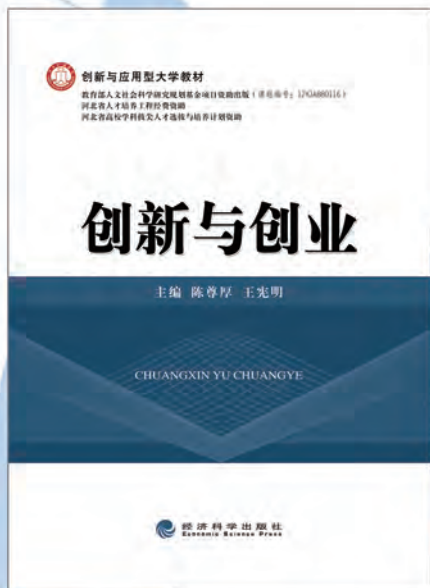 创新与应用型大学教材
教育部人文社会科学研究规划基金项目资助出版（课题编号：17YJA880116）
河北省人才培养工程经费资助
河北省高校学科拔尖人才选拔与培养计划资助
创新与创业
主编 陈尊厚 王宪明
CHUANGXIN YU CHUANGYE
经济科学出版社
Economic Science Press